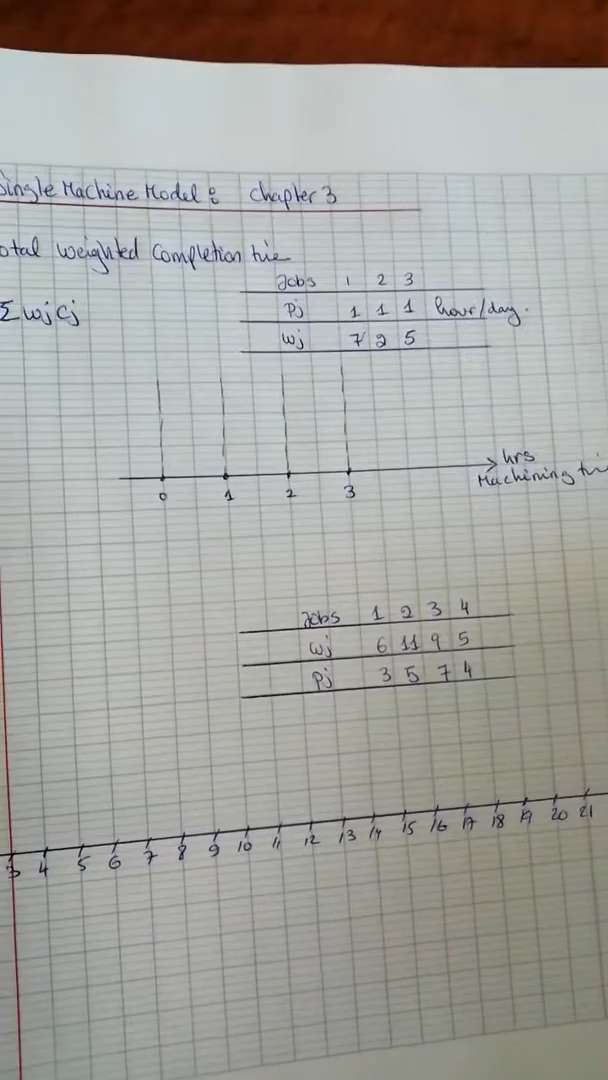 Single Machine Model : Chapter 3
otal Weighted Completion tie
Jobs 1 2 3
ΣwjCj Pj 1 1 1 hour/day.
wj 7 2 5
hrs
Machining ti
0 1 2 3
Jobs 1 2 3 4
wj 6 11 9 5
Pj 3 5 7 4
3 4 5 6 7 8 9 10 11 12 13 14 15 16 17 18 19 20 21